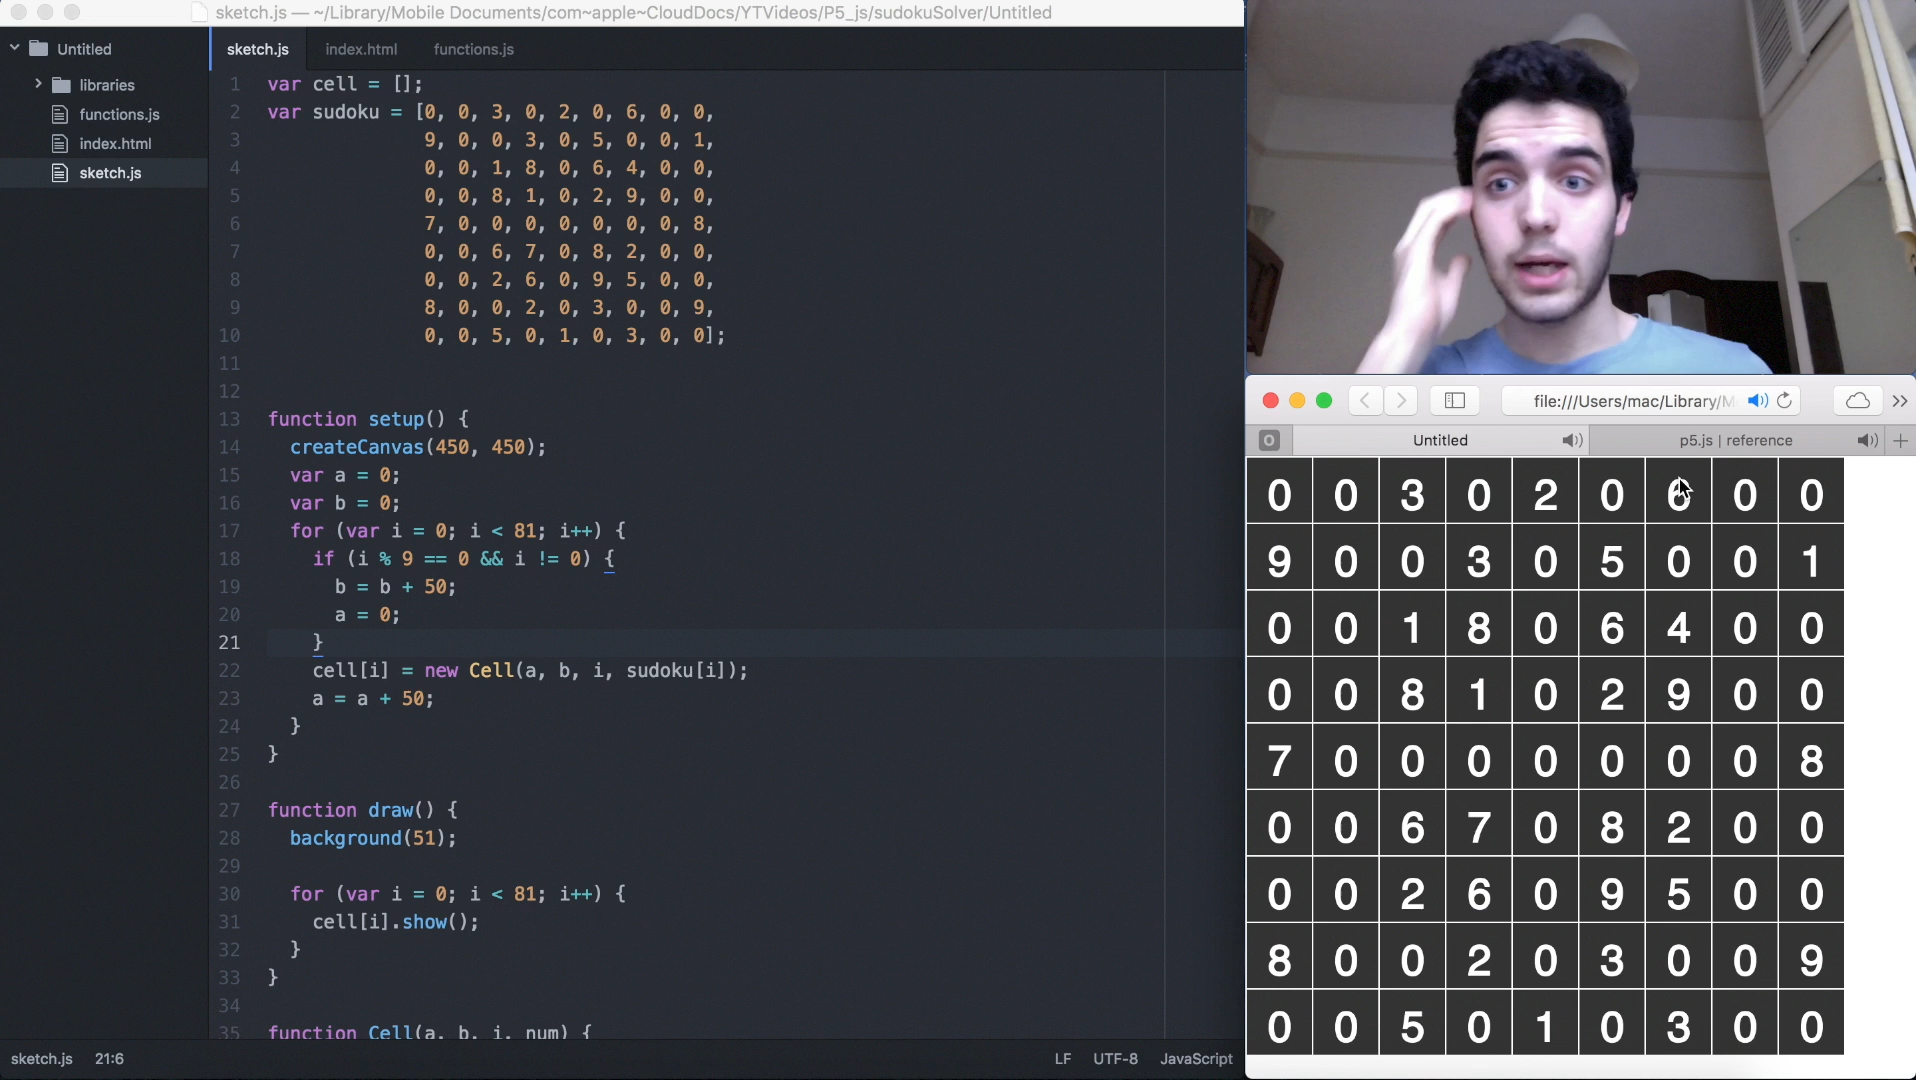 sketch.js — ~/Library/Mobile Documents/com~apple~CloudDocs/YTVideos/P5_js/sudokuSolver/Untitled
Untitled
libraries
functions.js
index.html
sketch.js
sketch.js index.html functions.js
1 var cell = [];
2 var sudoku = [0, 0, 3, 0, 2, 0, 6, 0, 0,
3 9, 0, 0, 3, 0, 5, 0, 0, 1,
4 0, 0, 1, 8, 0, 6, 4, 0, 0,
5 0, 0, 8, 1, 0, 2, 9, 0, 0,
6 7, 0, 0, 0, 0, 0, 0, 0, 8,
7 0, 0, 6, 7, 0, 8, 2, 0, 0,
8 0, 0, 2, 6, 0, 9, 5, 0, 0,
9 8, 0, 0, 2, 0, 3, 0, 0, 9,
10 0, 0, 5, 0, 1, 0, 3, 0, 0];
11
12
13 function setup() {
14 createCanvas(450, 450);
15 var a = 0;
16 var b = 0;
17 for (var i = 0; i < 81; i++) {
18 if (i % 9 == 0 && i != 0) {
19 b = b + 50;
20 a = 0;
21 }
22 cell[i] = new Cell(a, b, i, sudoku[i]);
23 a = a + 50;
24 }
25 }
26
27 function draw() {
28 background(51);
29
30 for (var i = 0; i < 81; i++) {
31 cell[i].show();
32 }
33 }
34
35 function Cell(a, b, i, num) {
sketch.js 21:6 LF UTF-8 JavaScript
file:///Users/mac/Library/M
O Untitled p5.js | reference
0 0 3 0 2 0 6 0 0
9 0 0 3 0 5 0 0 1
0 0 1 8 0 6 4 0 0
0 0 8 1 0 2 9 0 0
7 0 0 0 0 0 0 0 8
0 0 6 7 0 8 2 0 0
0 0 2 6 0 9 5 0 0
8 0 0 2 0 3 0 0 9
0 0 5 0 1 0 3 0 0